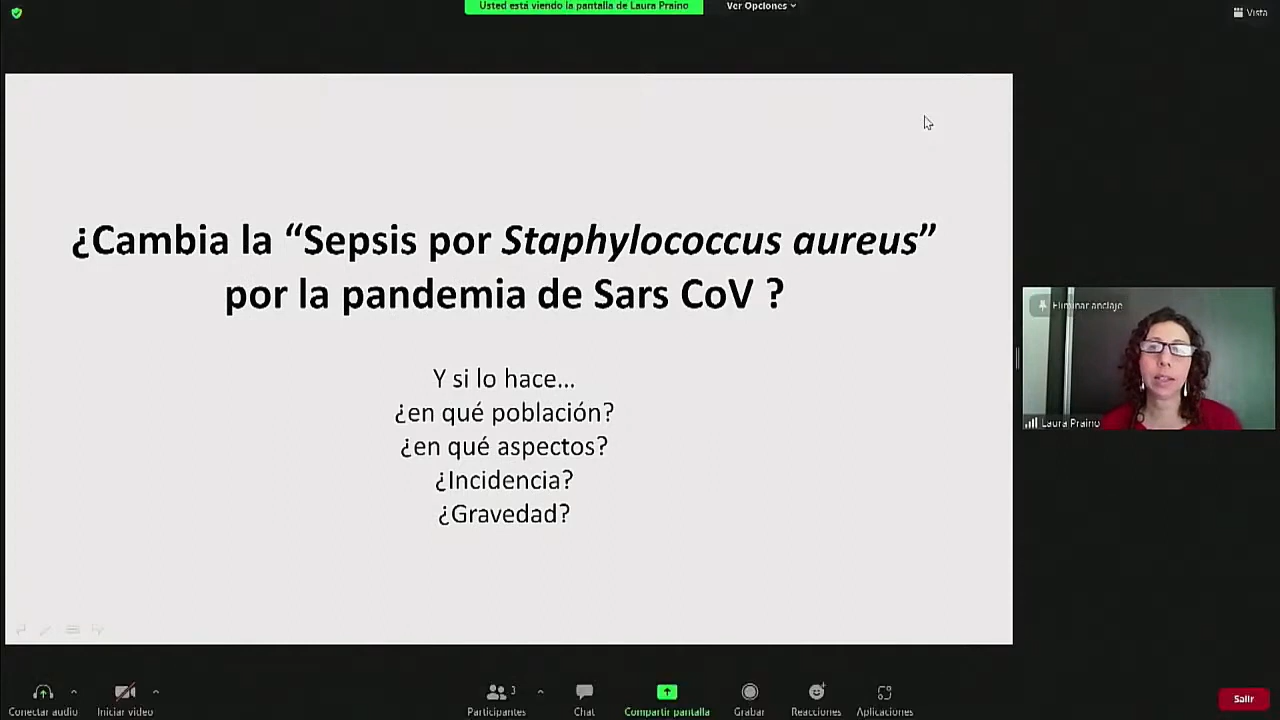 Usted está viendo la pantalla de Laura Praino
Ver Opciones
Vista
¿Cambia la “Sepsis por Staphylococcus aureus”
por la pandemia de Sars CoV ?
Y si lo hace...
¿en qué población?
¿en qué aspectos?
¿Incidencia?
¿Gravedad?
Eliminar anclaje
Laura Praino
Conectar audio
Iniciar video
Participantes
3
Chat
Compartir pantalla
Grabar
Reacciones
Aplicaciones
Salir